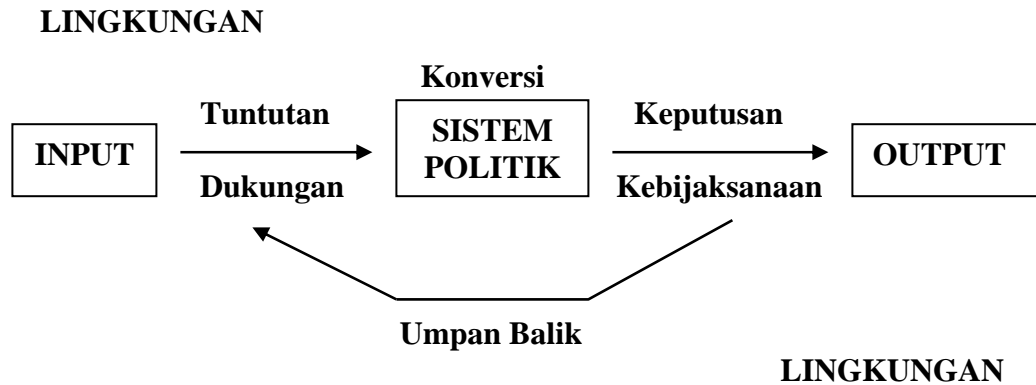 LINGKUNGAN
Konversi
Tuntutan
Keputusan
INPUT
SISTEM
POLITIK
OUTPUT
Dukungan
Kebijaksanaan
Umpan Balik
LINGKUNGAN